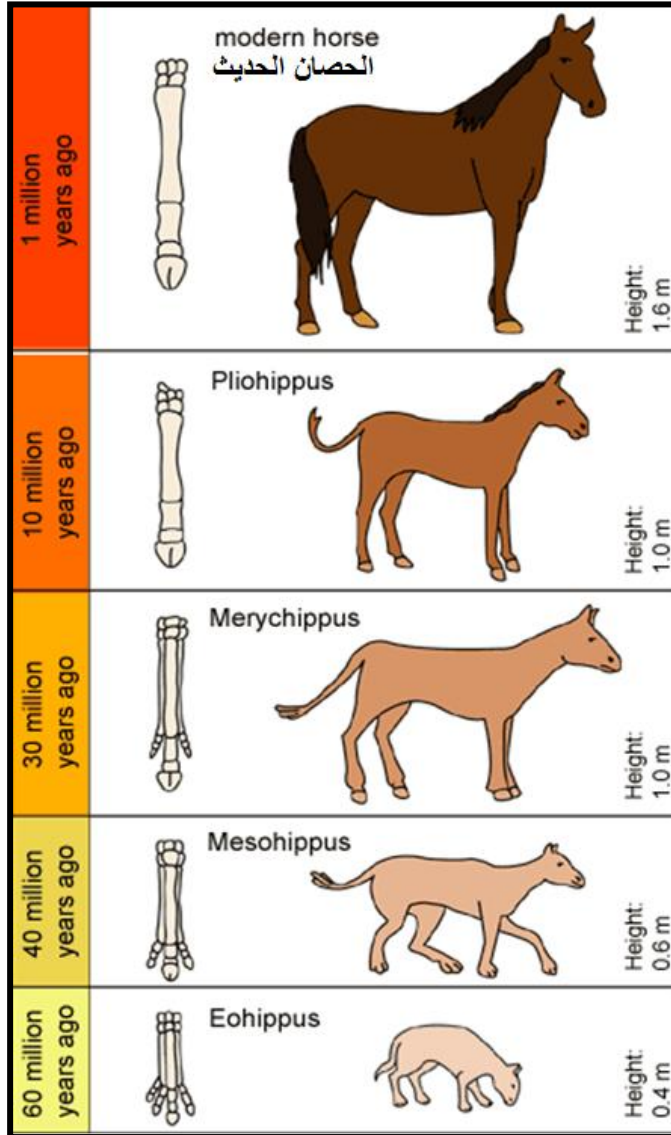 modern horse
الحصان الحديث
1 million
years ago
Height:
1.6 m
Pliohippus
10 million
years ago
Height:
1.0 m
Merychippus
30 million
years ago
Height:
1.0 m
Mesohippus
40 million
years ago
Height:
0.6 m
Eohippus
60 million
years ago
Height:
0.4 m